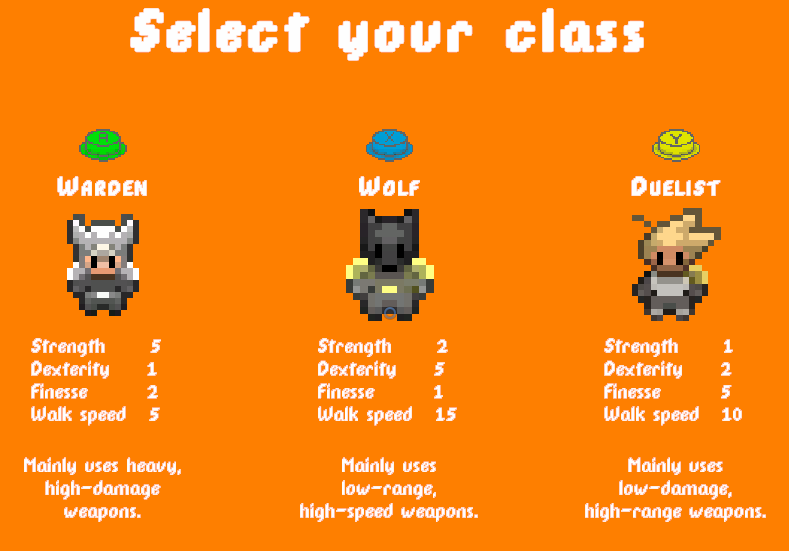 Select your class
A
X
Y
Warden
Wolf
Duelist
Strength 5
Dexterity 1
Finesse 2
Walk speed 5
Strength 2
Dexterity 5
Finesse 1
Walk speed 15
Strength 1
Dexterity 2
Finesse 5
Walk speed 10
Mainly uses heavy,
high-damage
weapons.
Mainly uses
low-range,
high-speed weapons.
Mainly uses
low-damage,
high-range weapons.